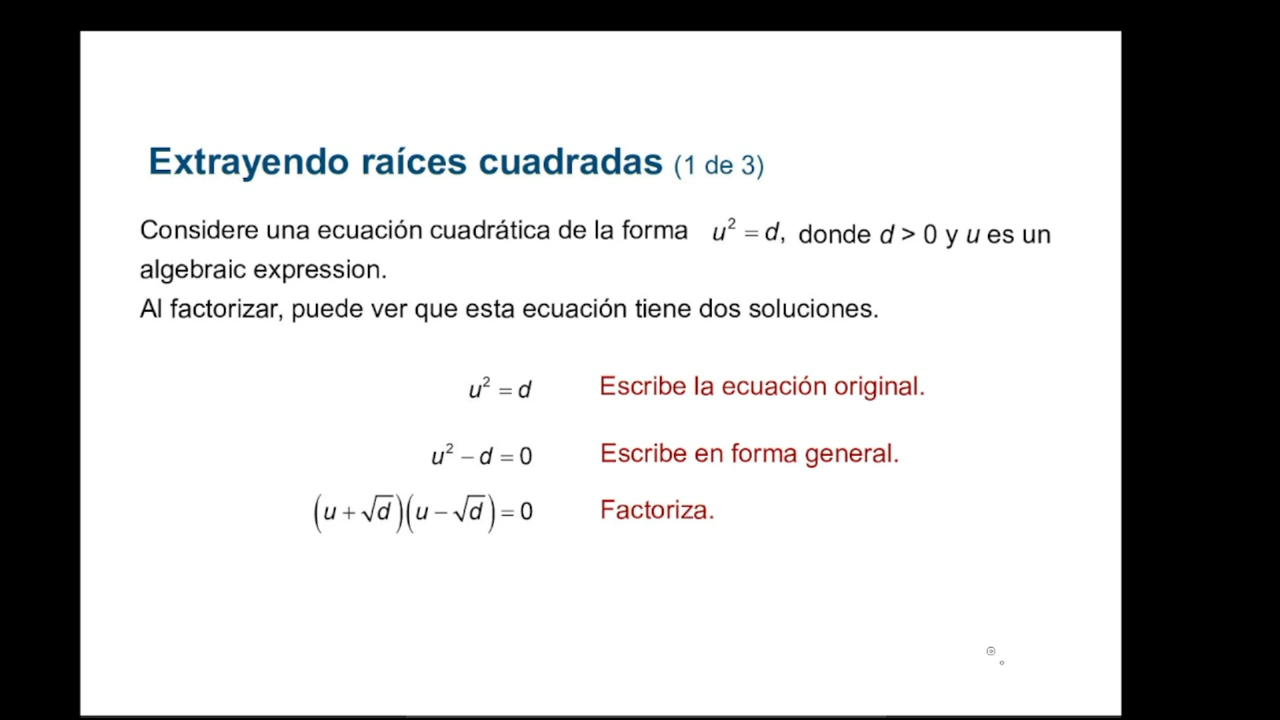 Extrayendo raíces cuadradas (1 de 3)
Considere una ecuación cuadrática de la forma u² = d, donde d > 0 y u es un
algebraic expression.
Al factorizar, puede ver que esta ecuación tiene dos soluciones.
u² = d Escribe la ecuación original.
u² − d = 0 Escribe en forma general.
(u + √d)(u − √d) = 0 Factoriza.